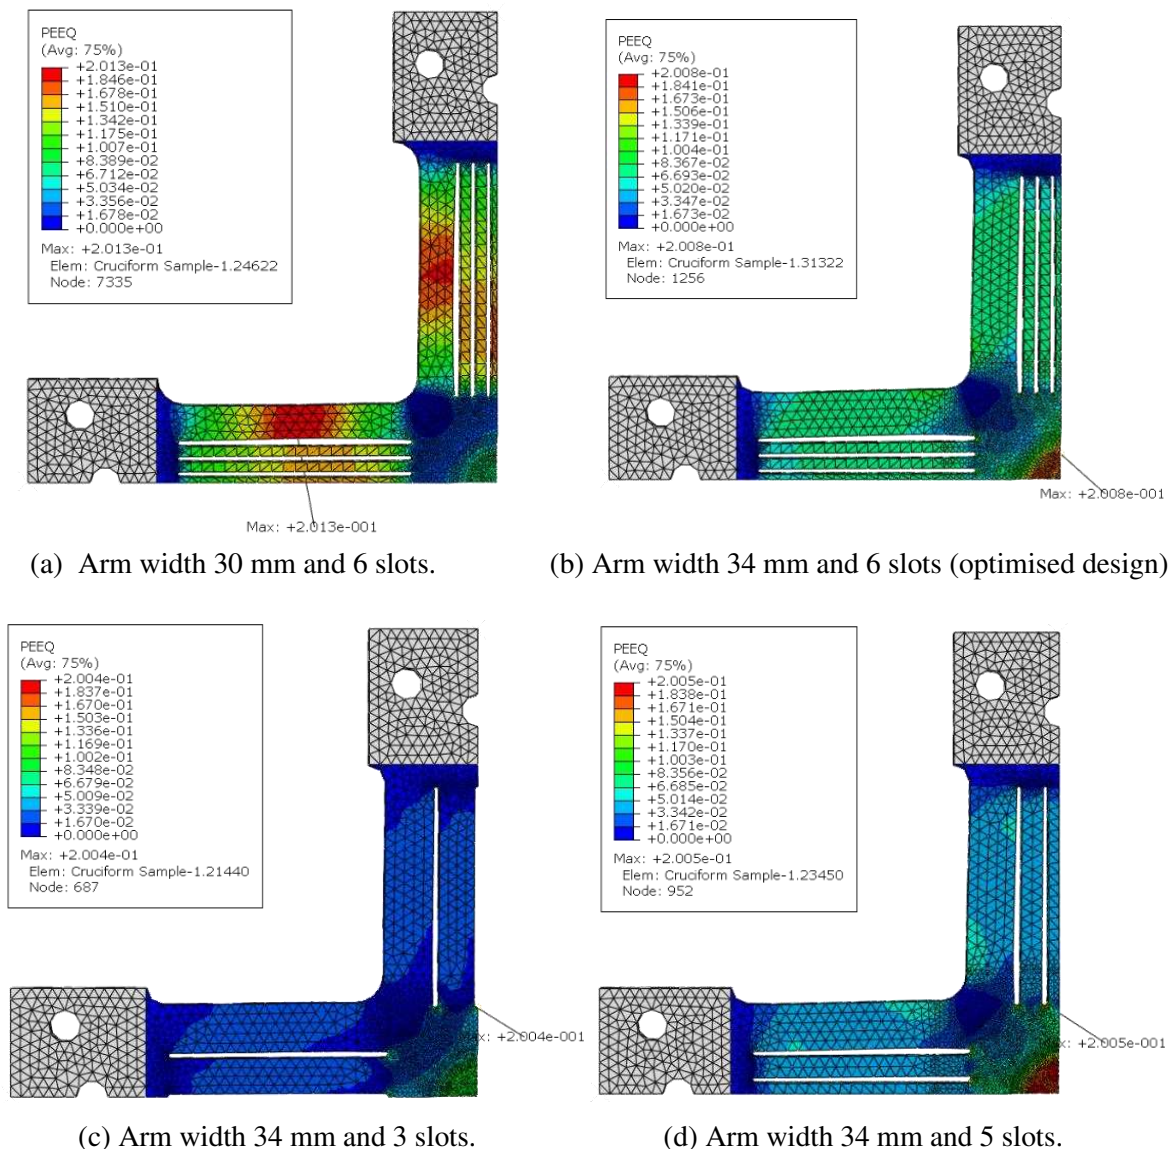 PEEQ
(Avg: 75%)
+2.013e-01
+1.846e-01
+1.678e-01
+1.510e-01
+1.342e-01
+1.175e-01
+1.007e-01
+8.389e-02
+6.712e-02
+5.034e-02
+3.356e-02
+1.678e-02
+0.000e+00
Max: +2.013e-01
Elem: Cruciform Sample-1.24622
Node: 7335
Max: +2.013e-001
(a) Arm width 30 mm and 6 slots.
PEEQ
(Avg: 75%)
+2.008e-01
+1.841e-01
+1.673e-01
+1.506e-01
+1.339e-01
+1.171e-01
+1.004e-01
+8.367e-02
+6.693e-02
+5.020e-02
+3.347e-02
+1.673e-02
+0.000e+00
Max: +2.008e-01
Elem: Cruciform Sample-1.31322
Node: 1256
Max: +2.008e-001
(b) Arm width 34 mm and 6 slots (optimised design)
PEEQ
(Avg: 75%)
+2.004e-01
+1.837e-01
+1.670e-01
+1.503e-01
+1.336e-01
+1.169e-01
+1.002e-01
+8.348e-02
+6.679e-02
+5.009e-02
+3.339e-02
+1.670e-02
+0.000e+00
Max: +2.004e-01
Elem: Cruciform Sample-1.21440
Node: 687
+2.004e-001
(c) Arm width 34 mm and 3 slots.
PEEQ
(Avg: 75%)
+2.005e-01
+1.838e-01
+1.671e-01
+1.504e-01
+1.337e-01
+1.170e-01
+1.003e-01
+8.356e-02
+6.685e-02
+5.014e-02
+3.342e-02
+1.671e-02
+0.000e+00
Max: +2.005e-01
Elem: Cruciform Sample-1.23450
Node: 952
+2.005e-001
(d) Arm width 34 mm and 5 slots.